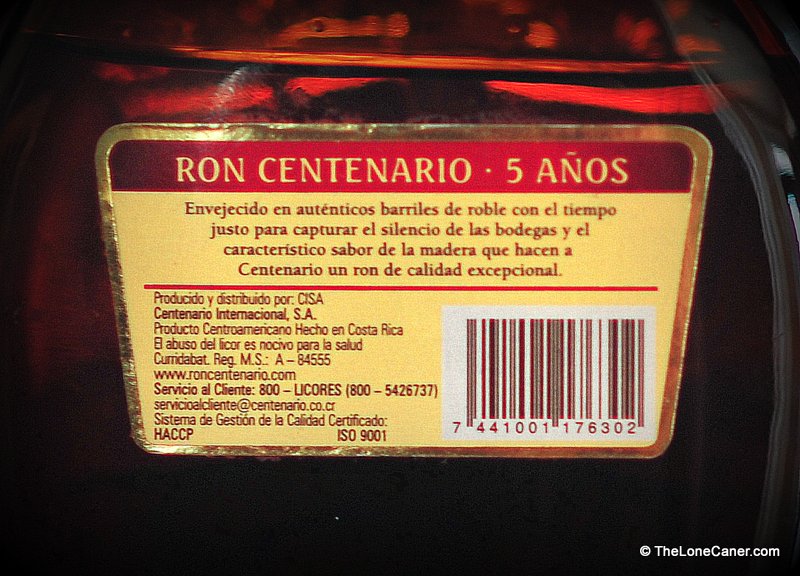 RON CENTENARIO · 5 AÑOS
Envejecido en auténticos barriles de roble con el tiempo
justo para capturar el silencio de las bodegas y el
característico sabor de la madera que hacen a
Centenario un ron de calidad excepcional.
Producido y distribuido por: CISA
Centenario Internacional, S.A.
Producto Centroamericano Hecho en Costa Rica
El abuso del licor es nocivo para la salud
Curridabat. Reg. M.S.: A – 84555
www.roncentenario.com
Servicio al Cliente: 800 – LICORES (800 – 5426737)
servicioalcliente@centenario.co.cr
Sistema de Gestión de la Calidad Certificado:
HACCP ISO 9001
7 441001 176302
© TheLoneCaner.com